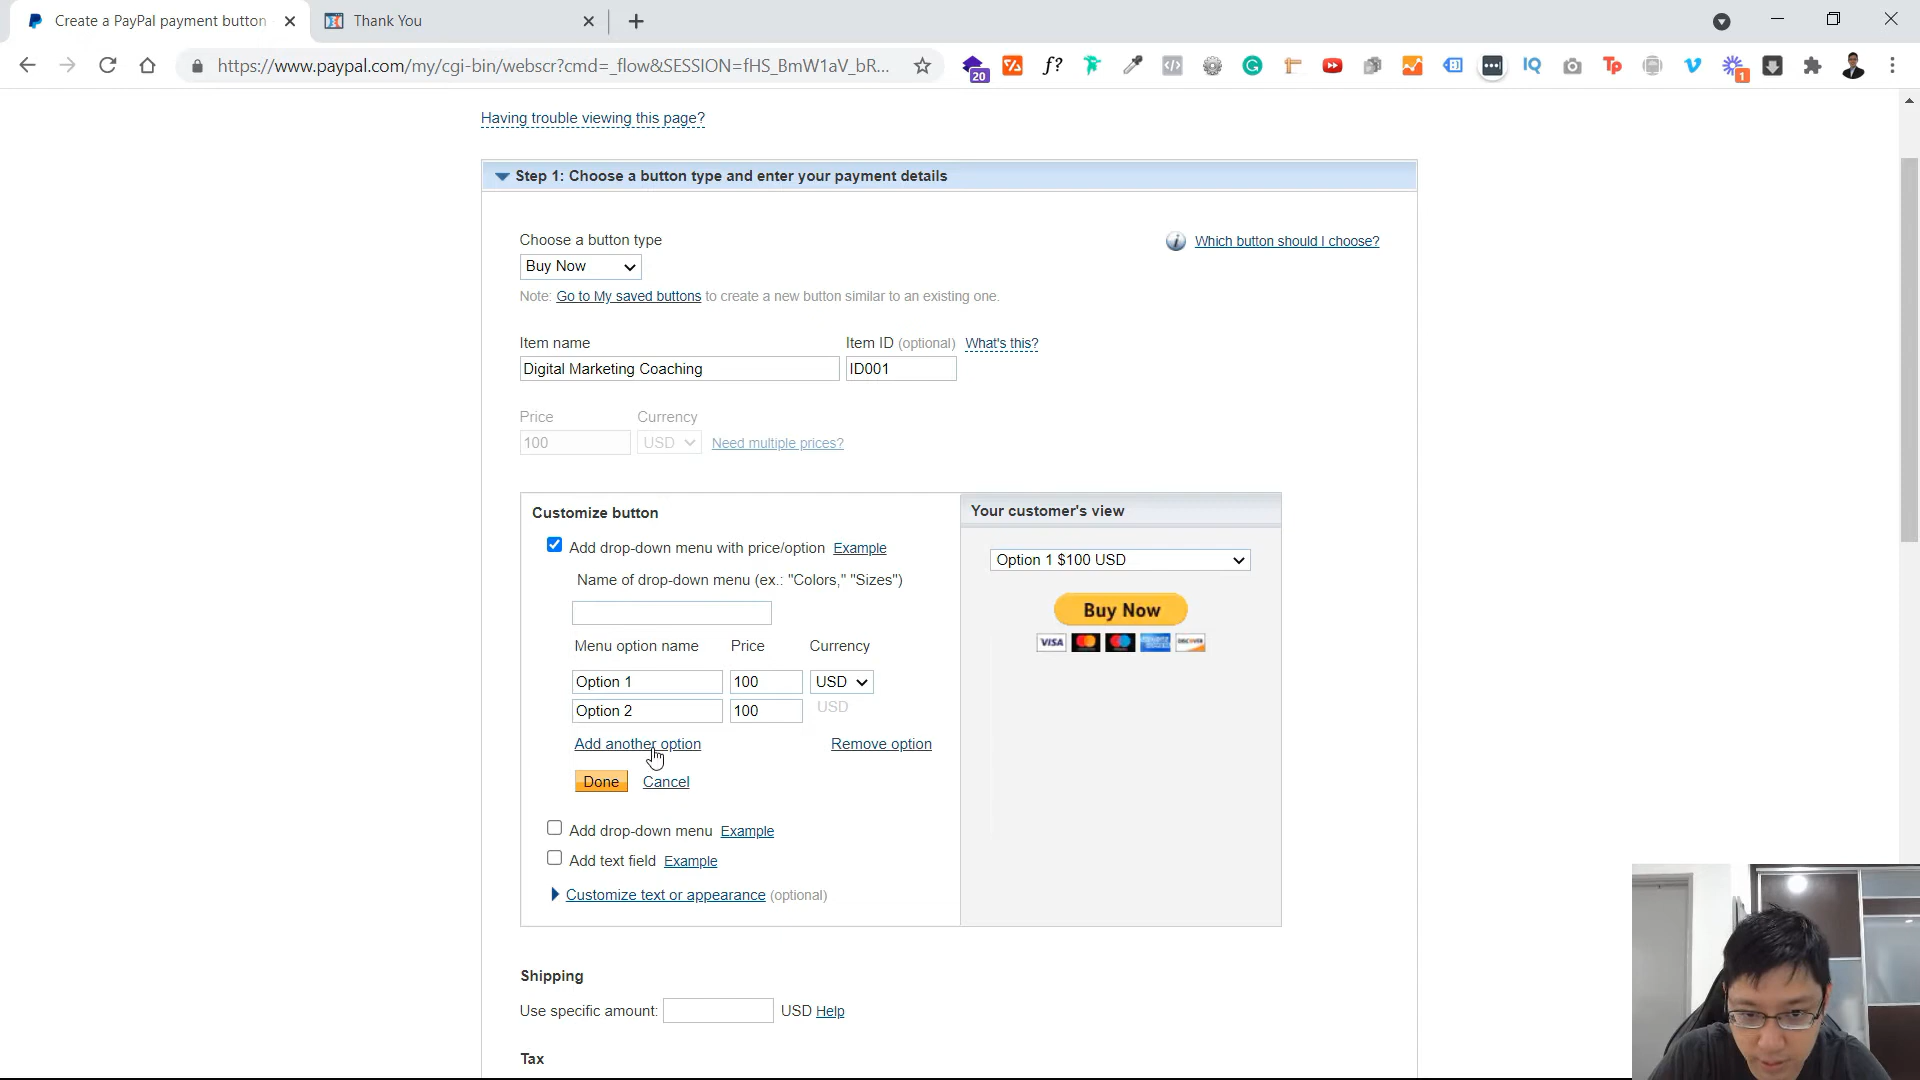 Create a PayPal payment button
Thank You
https://www.paypal.com/my/cgi-bin/webscr?cmd=_flow&SESSION=fHS_BmW1aV_bR...
20
f?
IQ
Tp
1
Having trouble viewing this page?
Step 1: Choose a button type and enter your payment details
Choose a button type
Which button should I choose?
Buy Now
Note: Go to My saved buttons to create a new button similar to an existing one.
Item name
Item ID (optional) What's this?
Digital Marketing Coaching
ID001
Price
Currency
100
USD
Need multiple prices?
Customize button
Your customer's view
Add drop-down menu with price/option Example
Option 1 $100 USD
Name of drop-down menu (ex.: "Colors," "Sizes")
Buy Now
VISA
DISCOVER
Menu option name
Price
Currency
Option 1
100
USD
Option 2
100
USD
Add another option
Remove option
Done
Cancel
Add drop-down menu Example
Add text field Example
Customize text or appearance (optional)
Shipping
Use specific amount:
USD Help
Tax